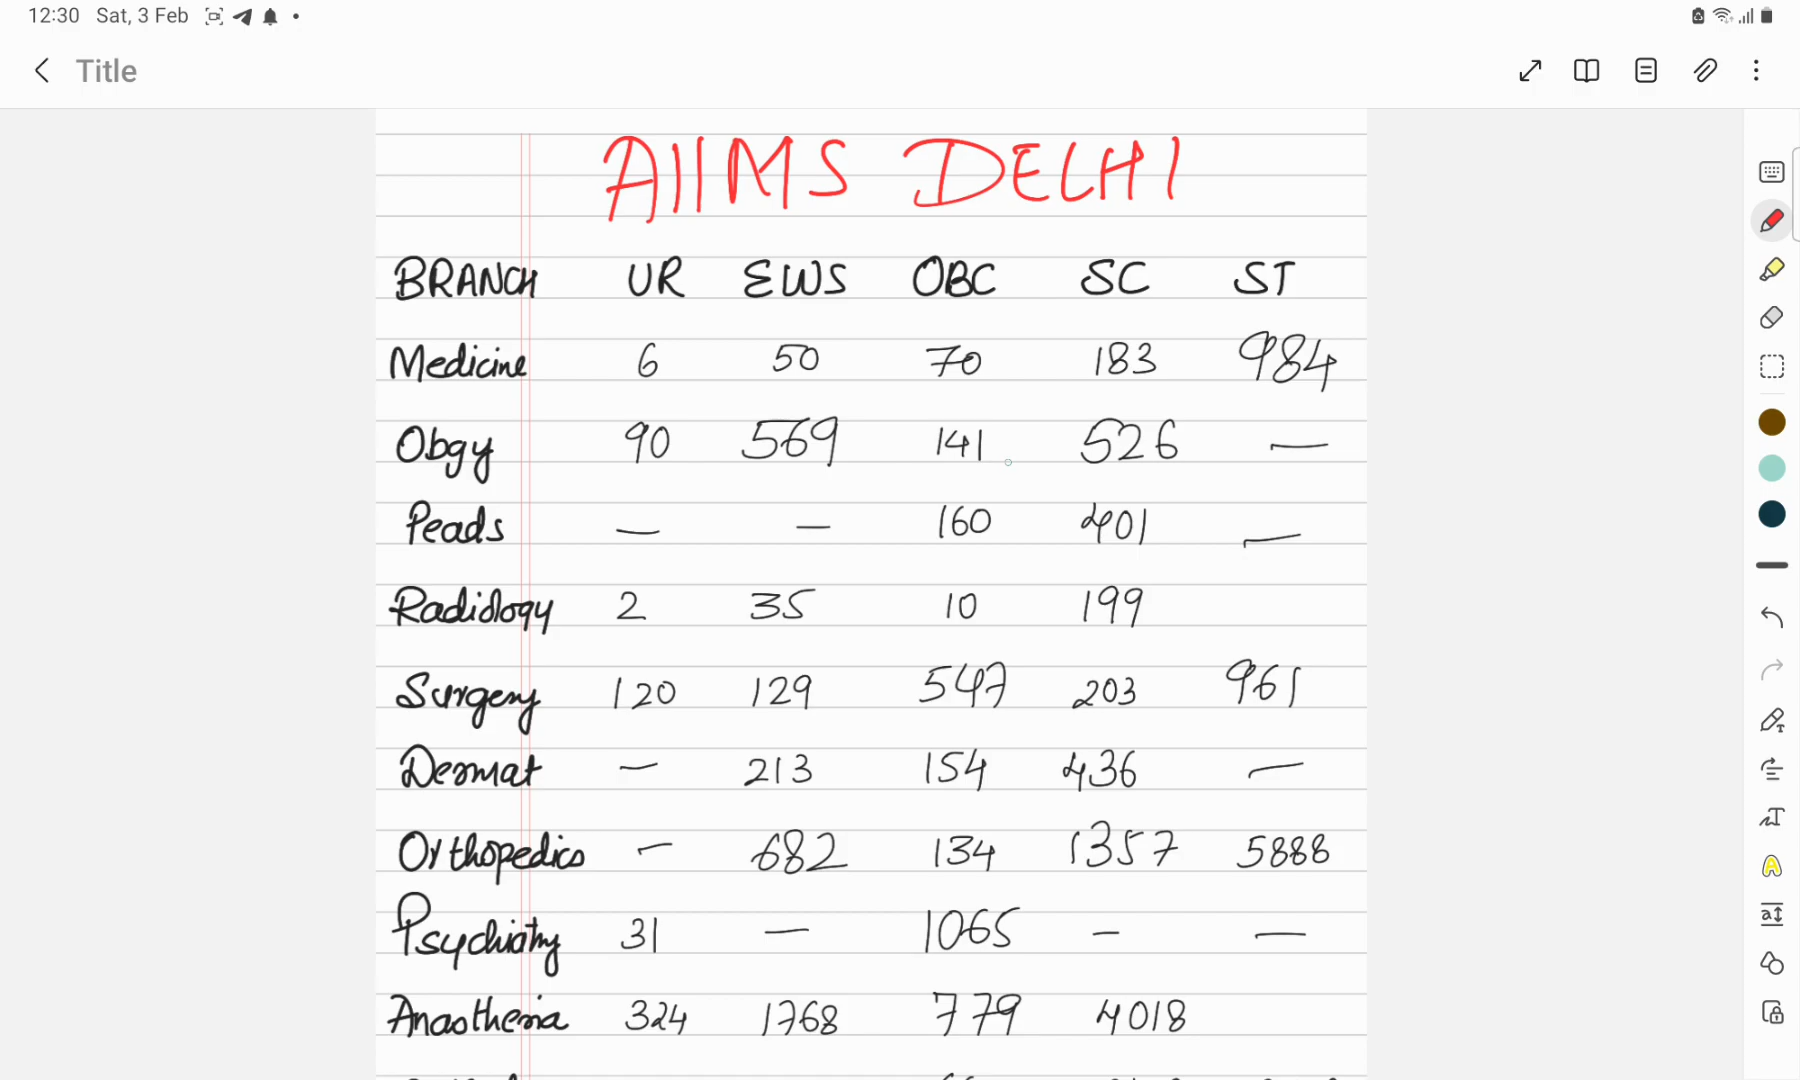 12:30 Sat, 3 Feb
Title
AIIMS DELHI
BRANCH UR EWS OBC SC ST
Medicine 6 50 70 183 984
Obgy 90 569 141 526 —
Peads — — 160 401 —
Radiology 2 35 10 199
Surgery 120 129 547 203 961
Dermat — 213 154 436 —
Orthopedics — 682 134 1357 5888
Psychiatry 31 — 1065 — —
Anasthesia 324 1768 779 4018